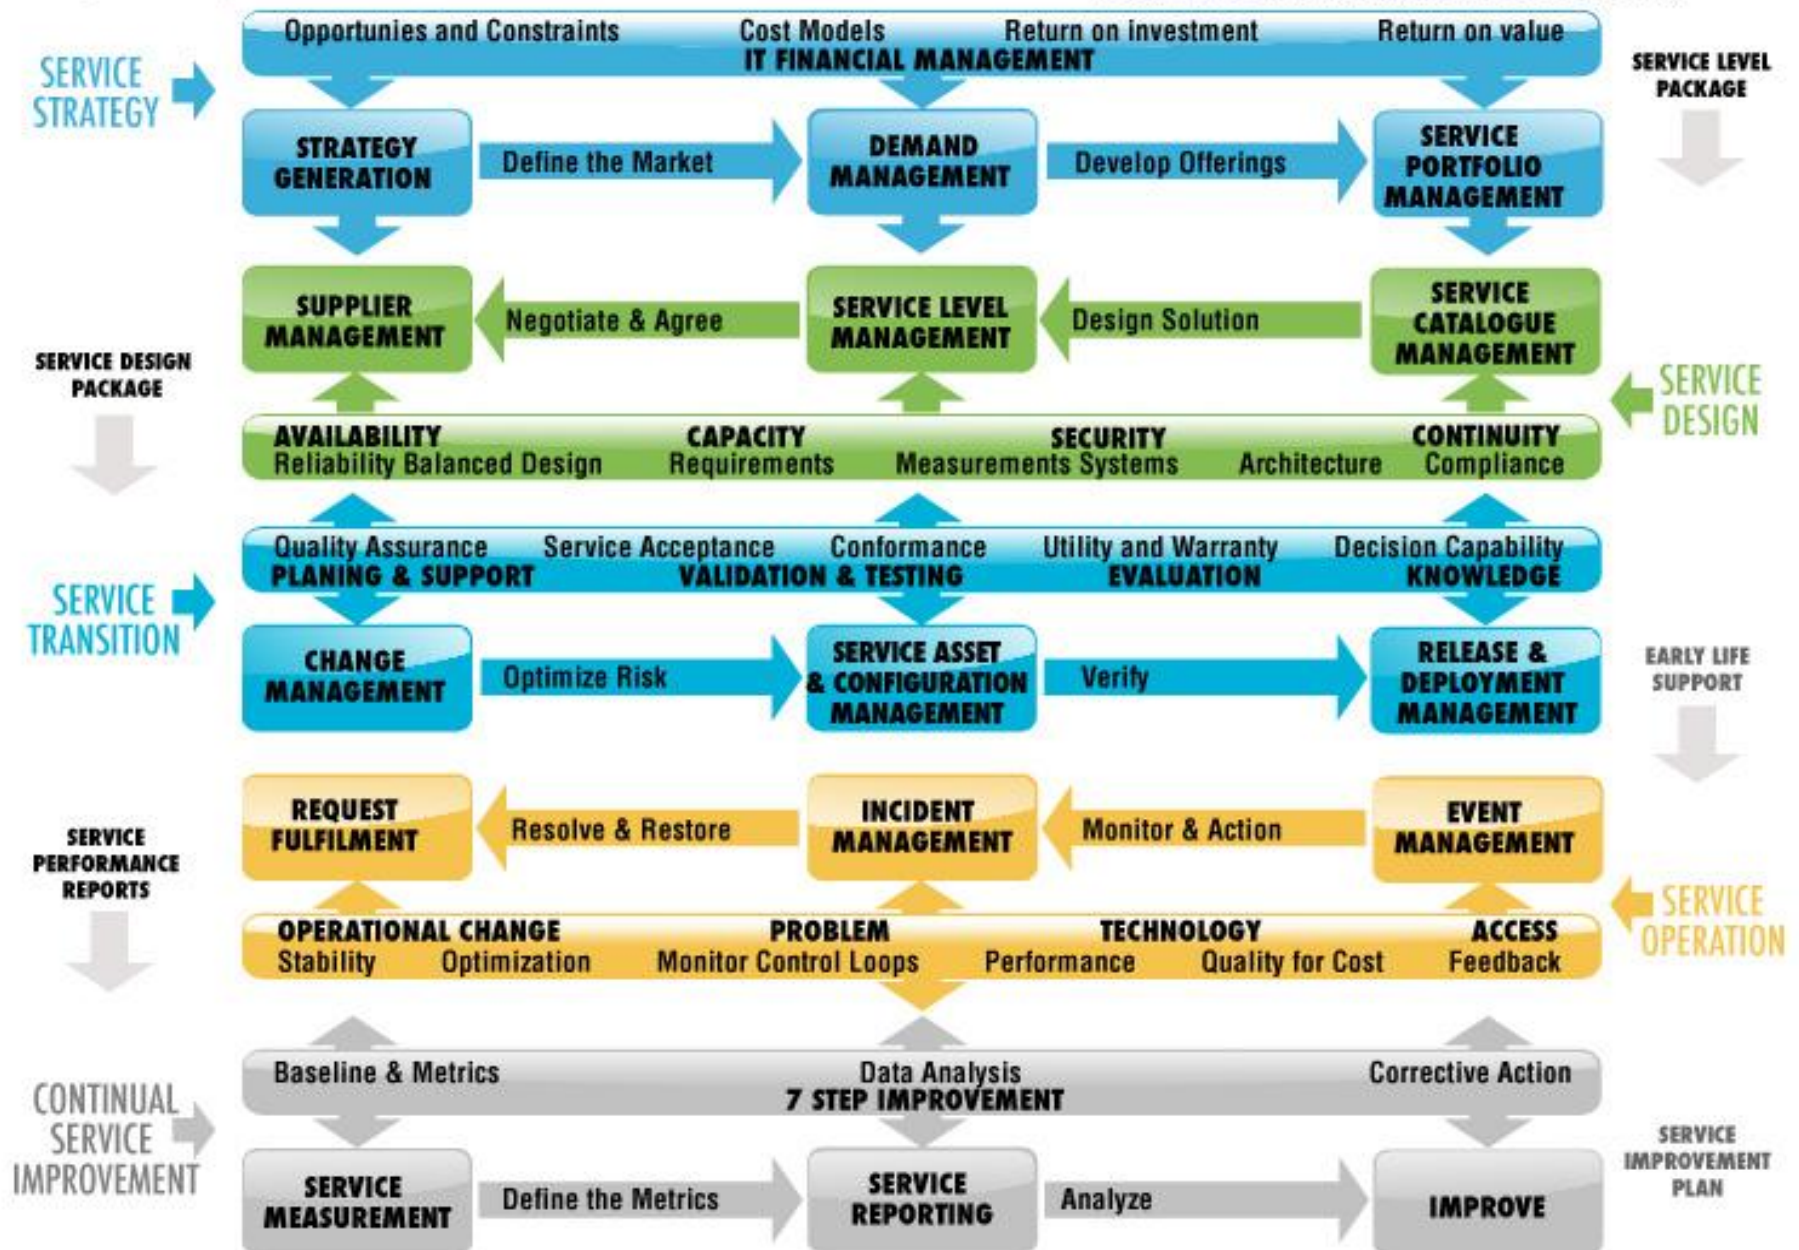 Opportunies and Constraints Cost Models Return on investment Return on value
IT FINANCIAL MANAGEMENT
SERVICE
STRATEGY
SERVICE LEVEL
PACKAGE
STRATEGY
GENERATION
Define the Market
DEMAND
MANAGEMENT
Develop Offerings
SERVICE
PORTFOLIO
MANAGEMENT
SUPPLIER
MANAGEMENT
Negotiate & Agree
SERVICE LEVEL
MANAGEMENT
Design Solution
SERVICE
CATALOGUE
MANAGEMENT
SERVICE DESIGN
PACKAGE
SERVICE
DESIGN
AVAILABILITY CAPACITY SECURITY CONTINUITY
Reliability Balanced Design Requirements Measurements Systems Architecture Compliance
Quality Assurance Service Acceptance Conformance Utility and Warranty Decision Capability
PLANING & SUPPORT VALIDATION & TESTING EVALUATION KNOWLEDGE
SERVICE
TRANSITION
CHANGE
MANAGEMENT
Optimize Risk
SERVICE ASSET
& CONFIGURATION
MANAGEMENT
Verify
RELEASE &
DEPLOYMENT
MANAGEMENT
EARLY LIFE
SUPPORT
REQUEST
FULFILMENT
Resolve & Restore
INCIDENT
MANAGEMENT
Monitor & Action
EVENT
MANAGEMENT
SERVICE
PERFORMANCE
REPORTS
SERVICE
OPERATION
OPERATIONAL CHANGE PROBLEM TECHNOLOGY ACCESS
Stability Optimization Monitor Control Loops Performance Quality for Cost Feedback
Baseline & Metrics Data Analysis Corrective Action
7 STEP IMPROVEMENT
CONTINUAL
SERVICE
IMPROVEMENT
SERVICE
MEASUREMENT
Define the Metrics
SERVICE
REPORTING
Analyze
IMPROVE
SERVICE
IMPROVEMENT
PLAN